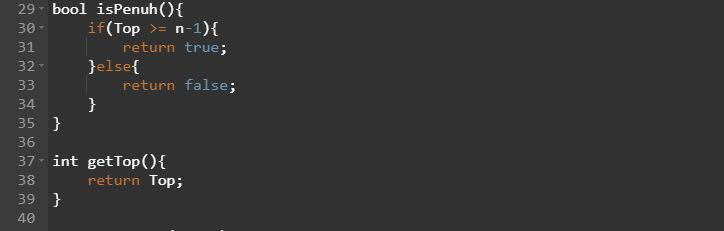 29 bool isPenuh(){
30     if(Top >= n-1){
31         return true;
32     }else{
33         return false;
34     }
35 }
36
37 int getTop(){
38     return Top;
39 }
40